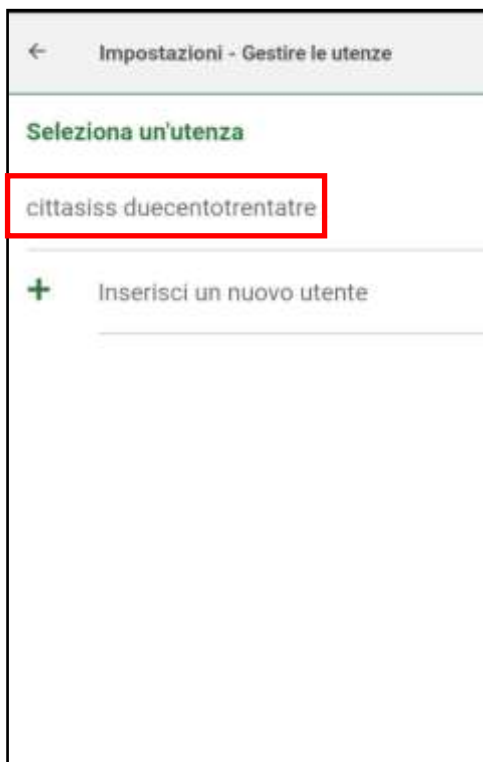 Impostazioni - Gestire le utenze
Seleziona un'utenza
cittasiss duecentotrentatre
+ Inserisci un nuovo utente